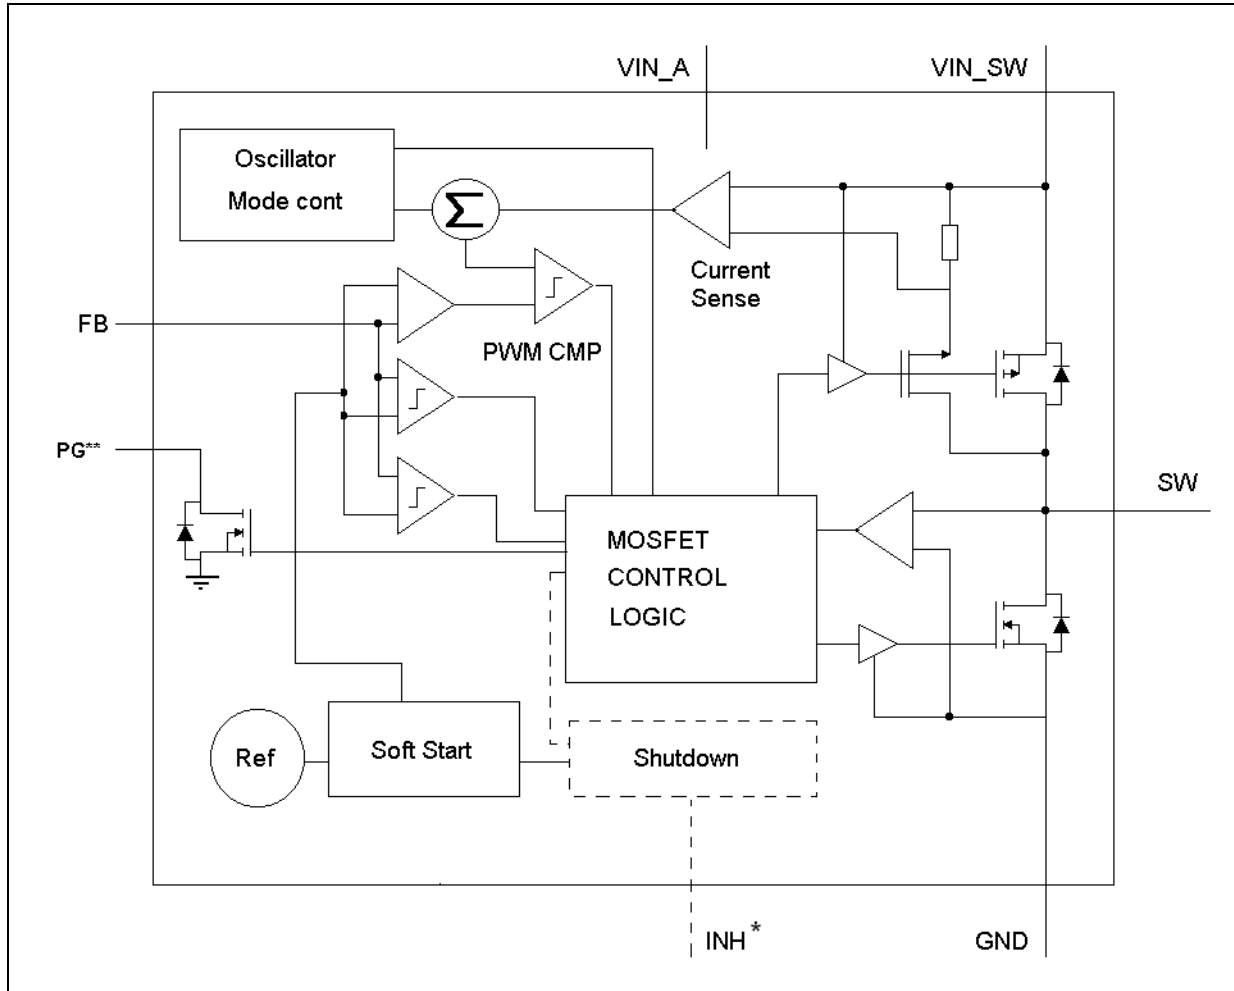 VIN_A
VIN_SW
Oscillator
Mode cont
Σ
Current
Sense
FB
PWM CMP
PG**
SW
MOSFET
CONTROL
LOGIC
Ref
Soft Start
Shutdown
INH*
GND